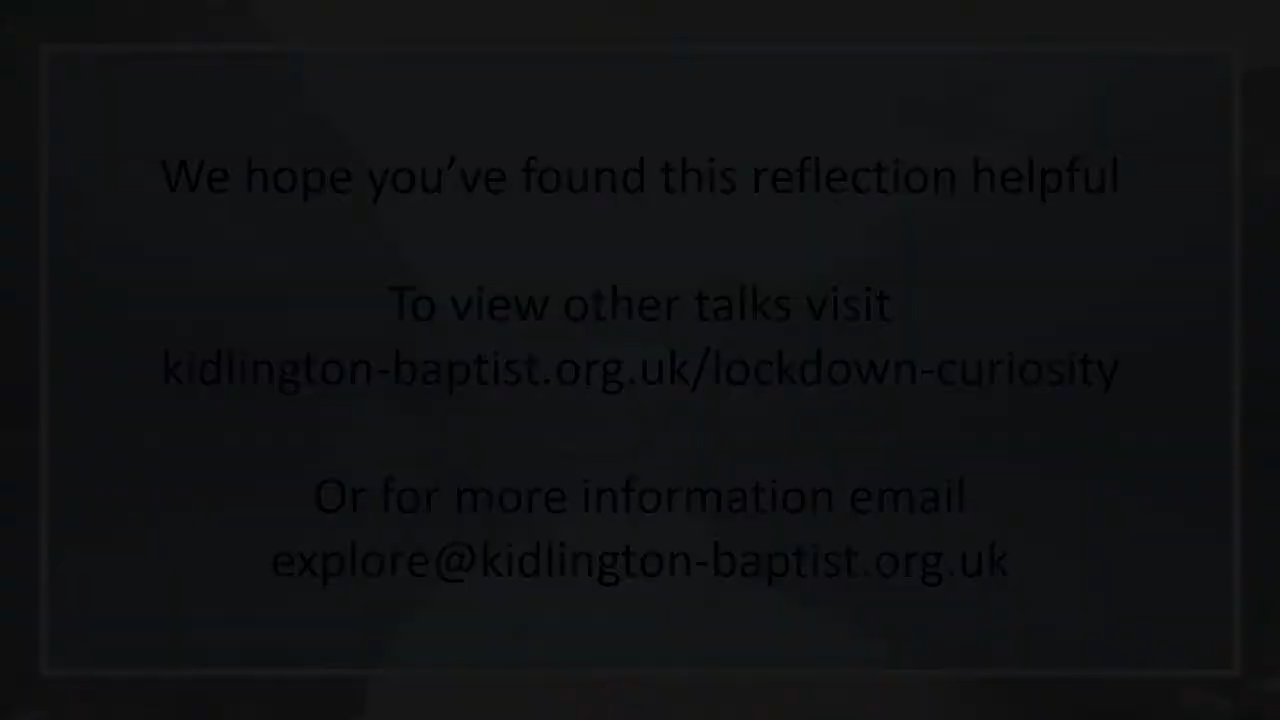 We hope you’ve found this reflection helpful
To view other talks visit
kidlington-baptist.org.uk/lockdown-curiosity
Or for more information email
explore@kidlington-baptist.org.uk